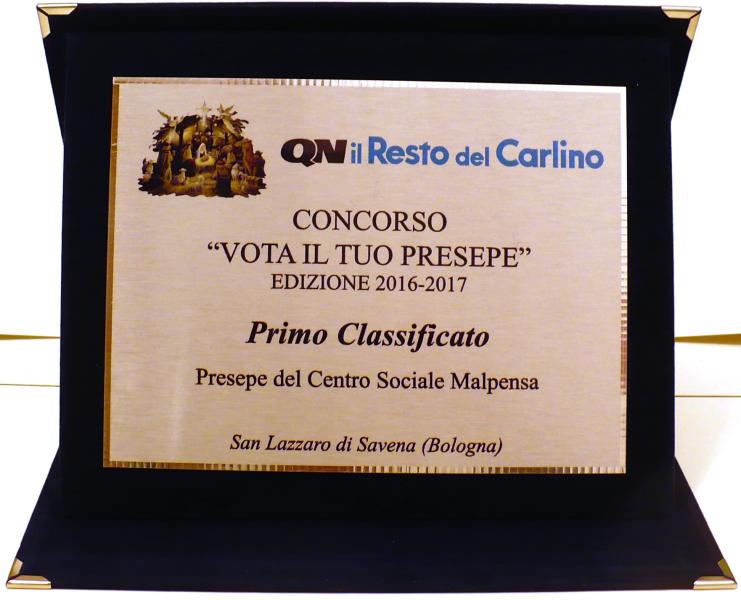 QN il Resto del Carlino
CONCORSO
“VOTA IL TUO PRESEPE”
EDIZIONE 2016-2017
Primo Classificato
Presepe del Centro Sociale Malpensa
San Lazzaro di Savena (Bologna)